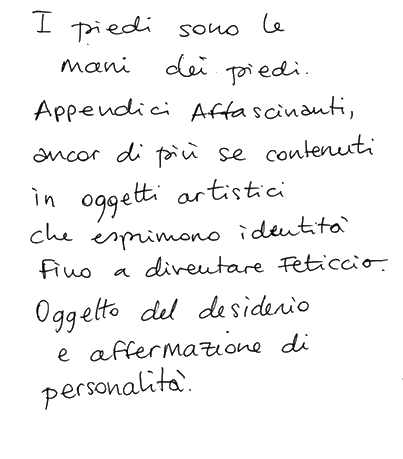 I piedi sono le
mani dei piedi.
Appendici Affascinanti,
ancor di più se contenuti
in oggetti artistici
che esprimono identità
fino a diventare Feticcio.
Oggetto del desiderio
e affermazione di
personalità.